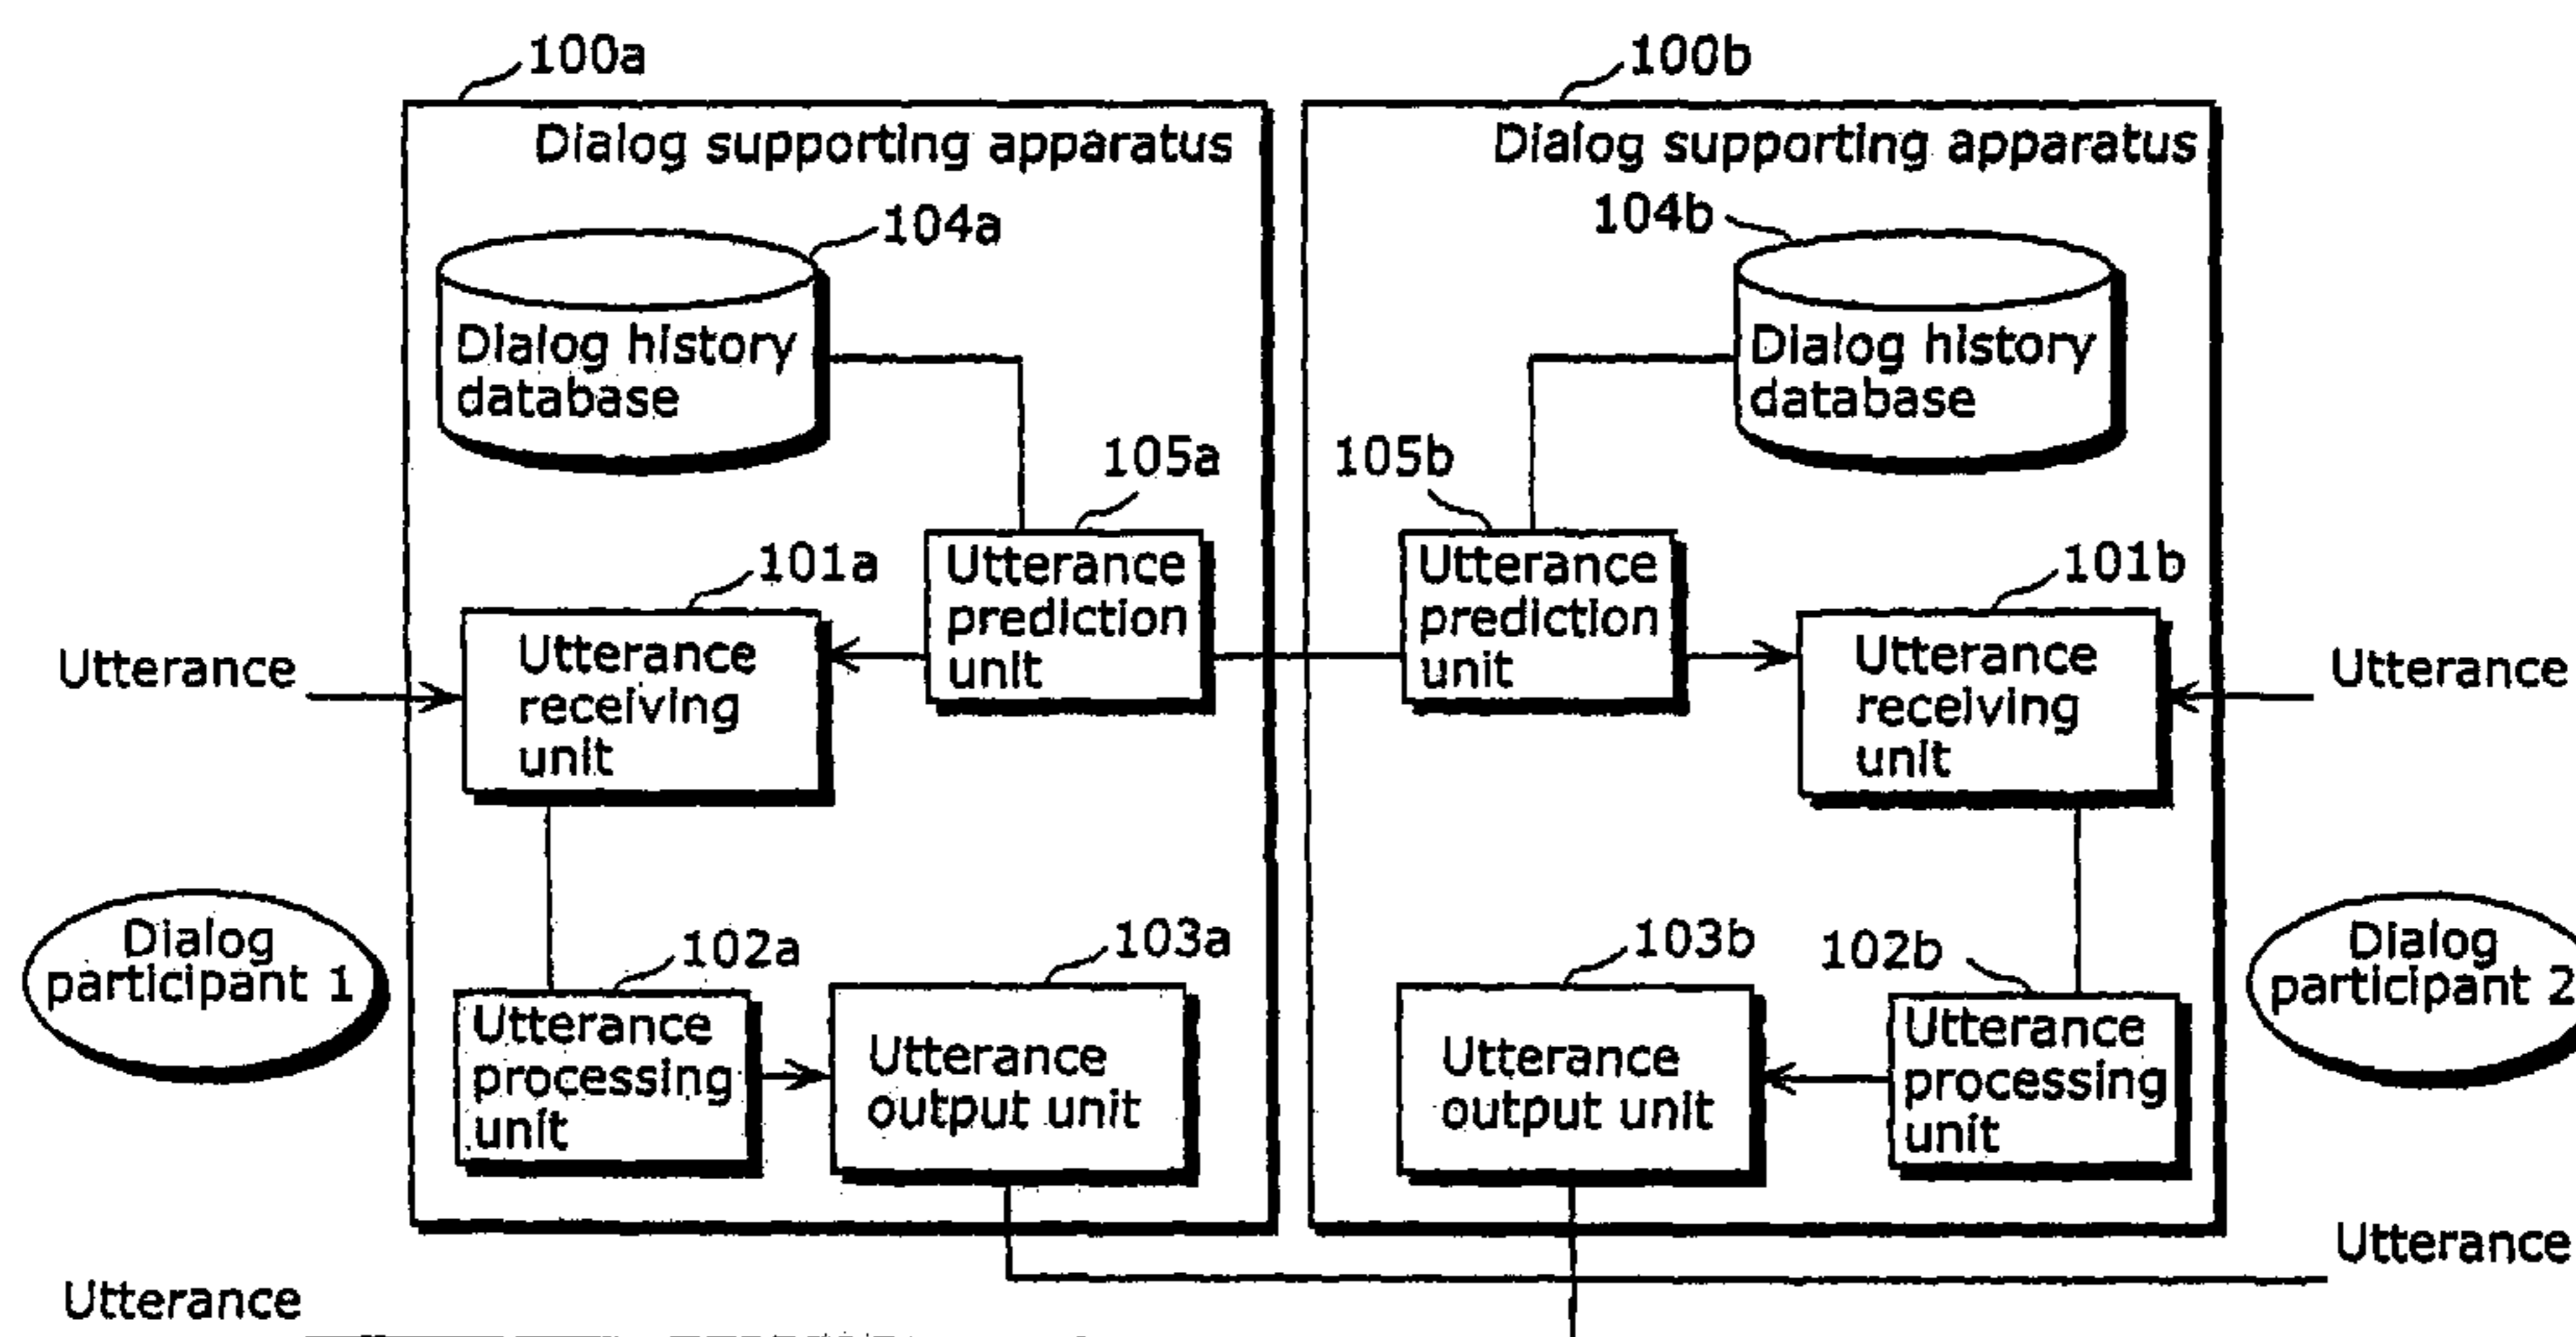 100a
100b
Dialog supporting apparatus
Dialog supporting apparatus
104a
104b
Dialog history
database
Dialog history
database
105a
105b
101a
101b
Utterance
prediction
unit
Utterance
prediction
unit
Utterance
Utterance
receiving
unit
Utterance
receiving
unit
Utterance
Dialog
participant 1
102a
103a
103b
102b
Dialog
participant 2
Utterance
processing
unit
Utterance
output unit
Utterance
output unit
Utterance
processing
unit
Utterance
Utterance